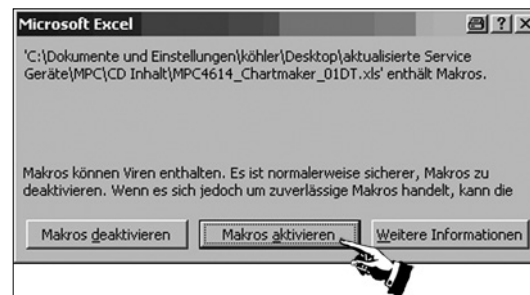 Microsoft Excel
'C:\Dokumente und Einstellungen\köhler\Desktop\aktualisierte Service
Geräte\MPC\CD Inhalt\MPC4614_Chartmaker_01DT.xls' enthält Makros.
Makros können Viren enthalten. Es ist normalerweise sicherer, Makros zu
deaktivieren. Wenn es sich jedoch um zuverlässige Makros handelt, kann die
Makros deaktivieren Makros aktivieren Weitere Informationen